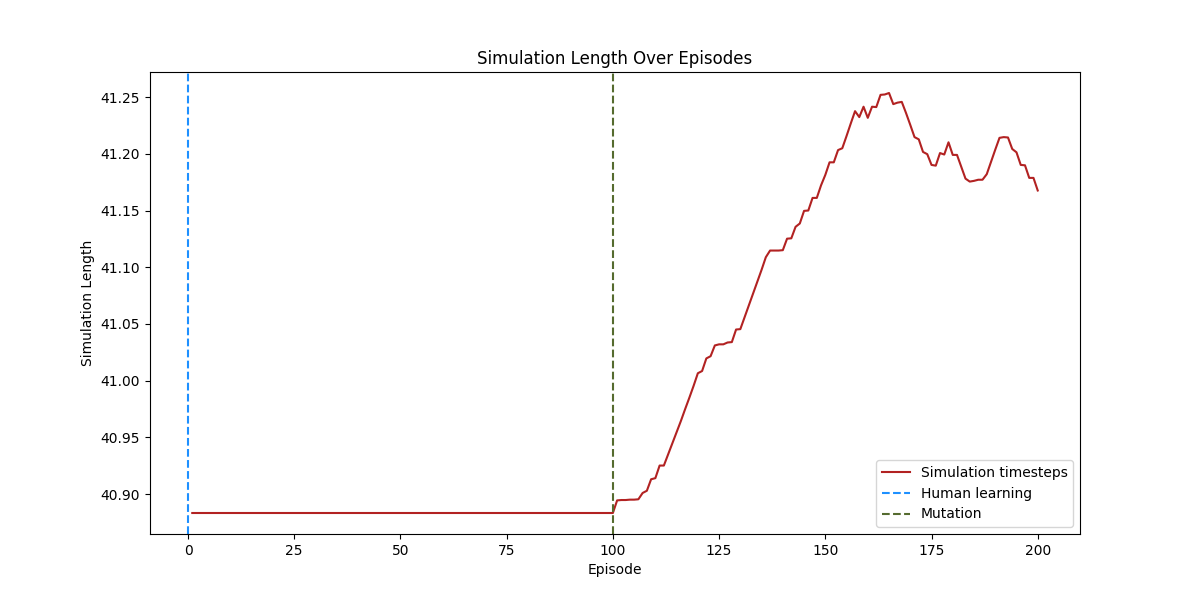 Simulation Length Over Episodes
Simulation Length
41.25
41.20
41.15
41.10
41.05
41.00
40.95
40.90
0 25 50 75 100 125 150 175 200
Episode
Simulation timesteps
Human learning
Mutation